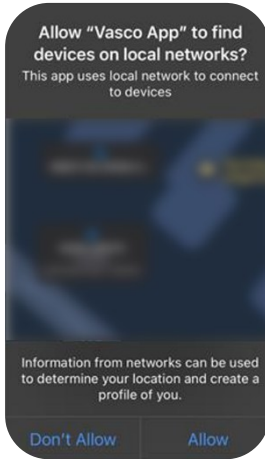 Allow “Vasco App” to find
devices on local networks?
This app uses local network to connect
to devices
Information from networks can be used
to determine your location and create a
profile of you.
Don't Allow
Allow